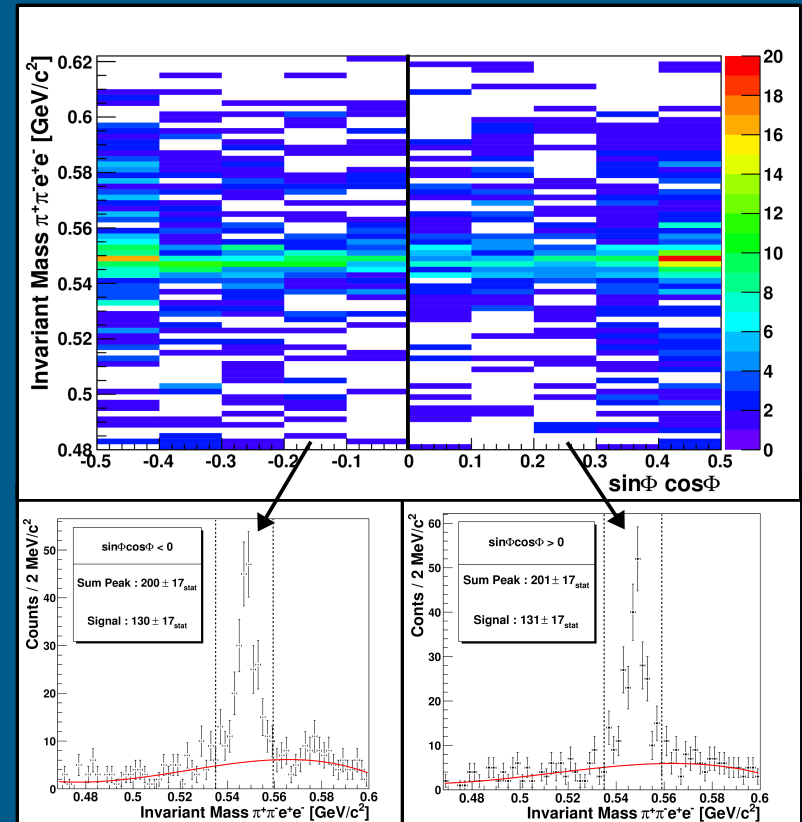 Invariant Mass π⁺π⁻e⁺e⁻ [GeV/c²]
0.62
0.6
0.58
0.56
0.54
0.52
0.5
0.48
-0.5 -0.4 -0.3 -0.2 -0.1 0 0.1 0.2 0.3 0.4 0.5
sinΦ cosΦ
20
18
16
14
12
10
8
6
4
2
0
Counts / 2 MeV/c²
50
40
30
20
10
0
sinΦcosΦ < 0
Sum Peak : 200 ± 17stat
Signal : 130 ± 17stat
0.48 0.5 0.52 0.54 0.56 0.58 0.6
Invariant Mass π⁺π⁻e⁺e⁻ [GeV/c²]
Conts / 2 MeV/c²
60
50
40
30
20
10
0
sinΦcosΦ > 0
Sum Peak : 201 ± 17stat
Signal : 131 ± 17stat
0.48 0.5 0.52 0.54 0.56 0.58 0.6
Invariant Mass π⁺π⁻e⁺e⁻ [GeV/c²]